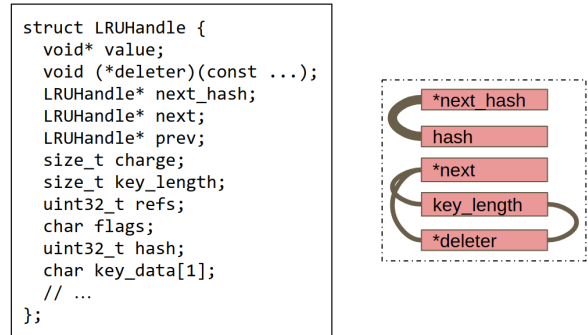 struct LRUHandle {
void* value;
void (*deleter)(const ...);
LRUHandle* next_hash;
LRUHandle* next;
LRUHandle* prev;
size_t charge;
size_t key_length;
uint32_t refs;
char flags;
uint32_t hash;
char key_data[1];
// ...
};
*next_hash
hash
*next
key_length
*deleter